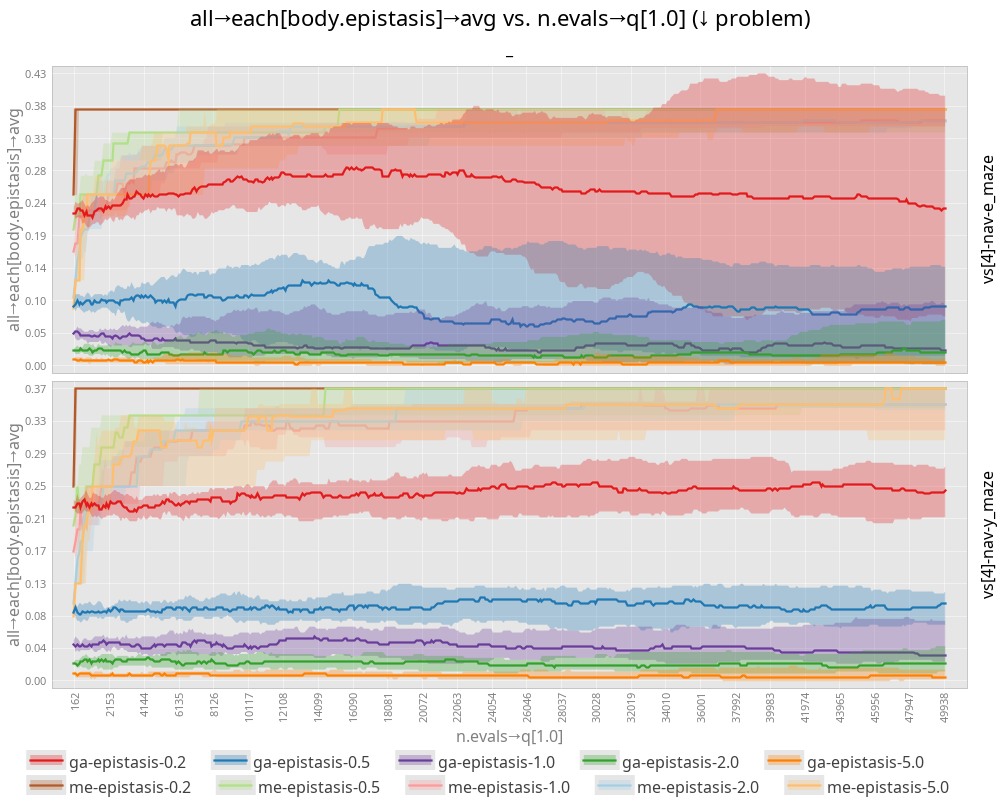 all→each[body.epistasis]→avg vs. n.evals→q[1.0] (↓ problem)
–
all→each[body.epistasis]→avg
0.43
0.38
0.33
0.28
0.24
0.19
0.14
0.10
0.05
0.00
vs[4]-nav-e_maze
all→each[body.epistasis]→avg
0.37
0.33
0.29
0.25
0.21
0.17
0.13
0.08
0.04
0.00
vs[4]-nav-y_maze
162 2153 4144 6135 8126 10117 12108 14099 16090 18081 20072 22063 24054 26046 28037 30028 32019 34010 36001 37992 39983 41974 43965 45956 47947 49938
n.evals→q[1.0]
ga-epistasis-0.2 ga-epistasis-0.5 ga-epistasis-1.0 ga-epistasis-2.0 ga-epistasis-5.0
me-epistasis-0.2 me-epistasis-0.5 me-epistasis-1.0 me-epistasis-2.0 me-epistasis-5.0